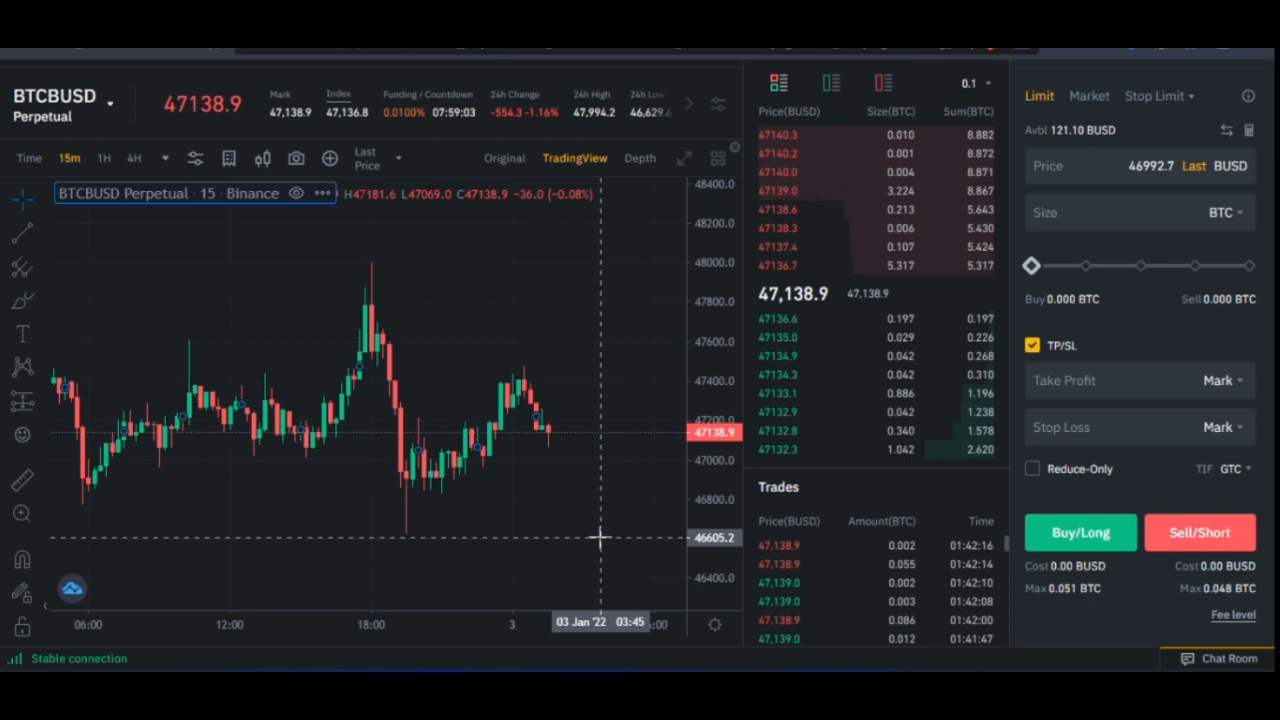 BTCBUSD
Perpetual
47138.9
Mark
47,138.9
Index
47,136.8
Funding / Countdown
0.0100% 07:59:03
24h Change
-554.3 -1.16%
24h High
47,994.2
24h Low
46,629.6
Time 15m 1H 4H
Last Price
Original TradingView Depth
BTCBUSD Perpetual · 15 · Binance
H47181.6 L47069.0 C47138.9 -36.0 (-0.08%)
48400.0
48200.0
48000.0
47800.0
47600.0
47400.0
47200.0
47138.9
47000.0
46800.0
46605.2
46400.0
06:00 12:00 18:00 3 03 Jan '22 03:45 :00
0.1
Price(BUSD) Size(BTC) Sum(BTC)
47140.3 0.010 8.882
47140.2 0.001 8.872
47140.0 0.004 8.871
47139.0 3.224 8.867
47138.6 0.213 5.643
47138.3 0.006 5.430
47137.4 0.107 5.424
47136.7 5.317 5.317
47,138.9 47,138.9
47136.6 0.197 0.197
47135.0 0.029 0.226
47134.9 0.042 0.268
47134.3 0.042 0.310
47133.1 0.886 1.196
47132.9 0.042 1.238
47132.8 0.340 1.578
47132.3 1.042 2.620
Trades
Price(BUSD) Amount(BTC) Time
47,138.9 0.002 01:42:16
47,138.9 0.055 01:42:14
47,139.0 0.002 01:42:10
47,139.0 0.003 01:42:08
47,138.9 0.086 01:42:00
47,139.0 0.012 01:41:47
Limit Market Stop Limit
Avbl 121.10 BUSD
Price 46992.7 Last BUSD
Size BTC
Buy 0.000 BTC Sell 0.000 BTC
TP/SL
Take Profit Mark
Stop Loss Mark
Reduce-Only TIF GTC
Buy/Long Sell/Short
Cost 0.00 BUSD Cost 0.00 BUSD
Max 0.051 BTC Max 0.048 BTC
Fee level
Stable connection
Chat Room